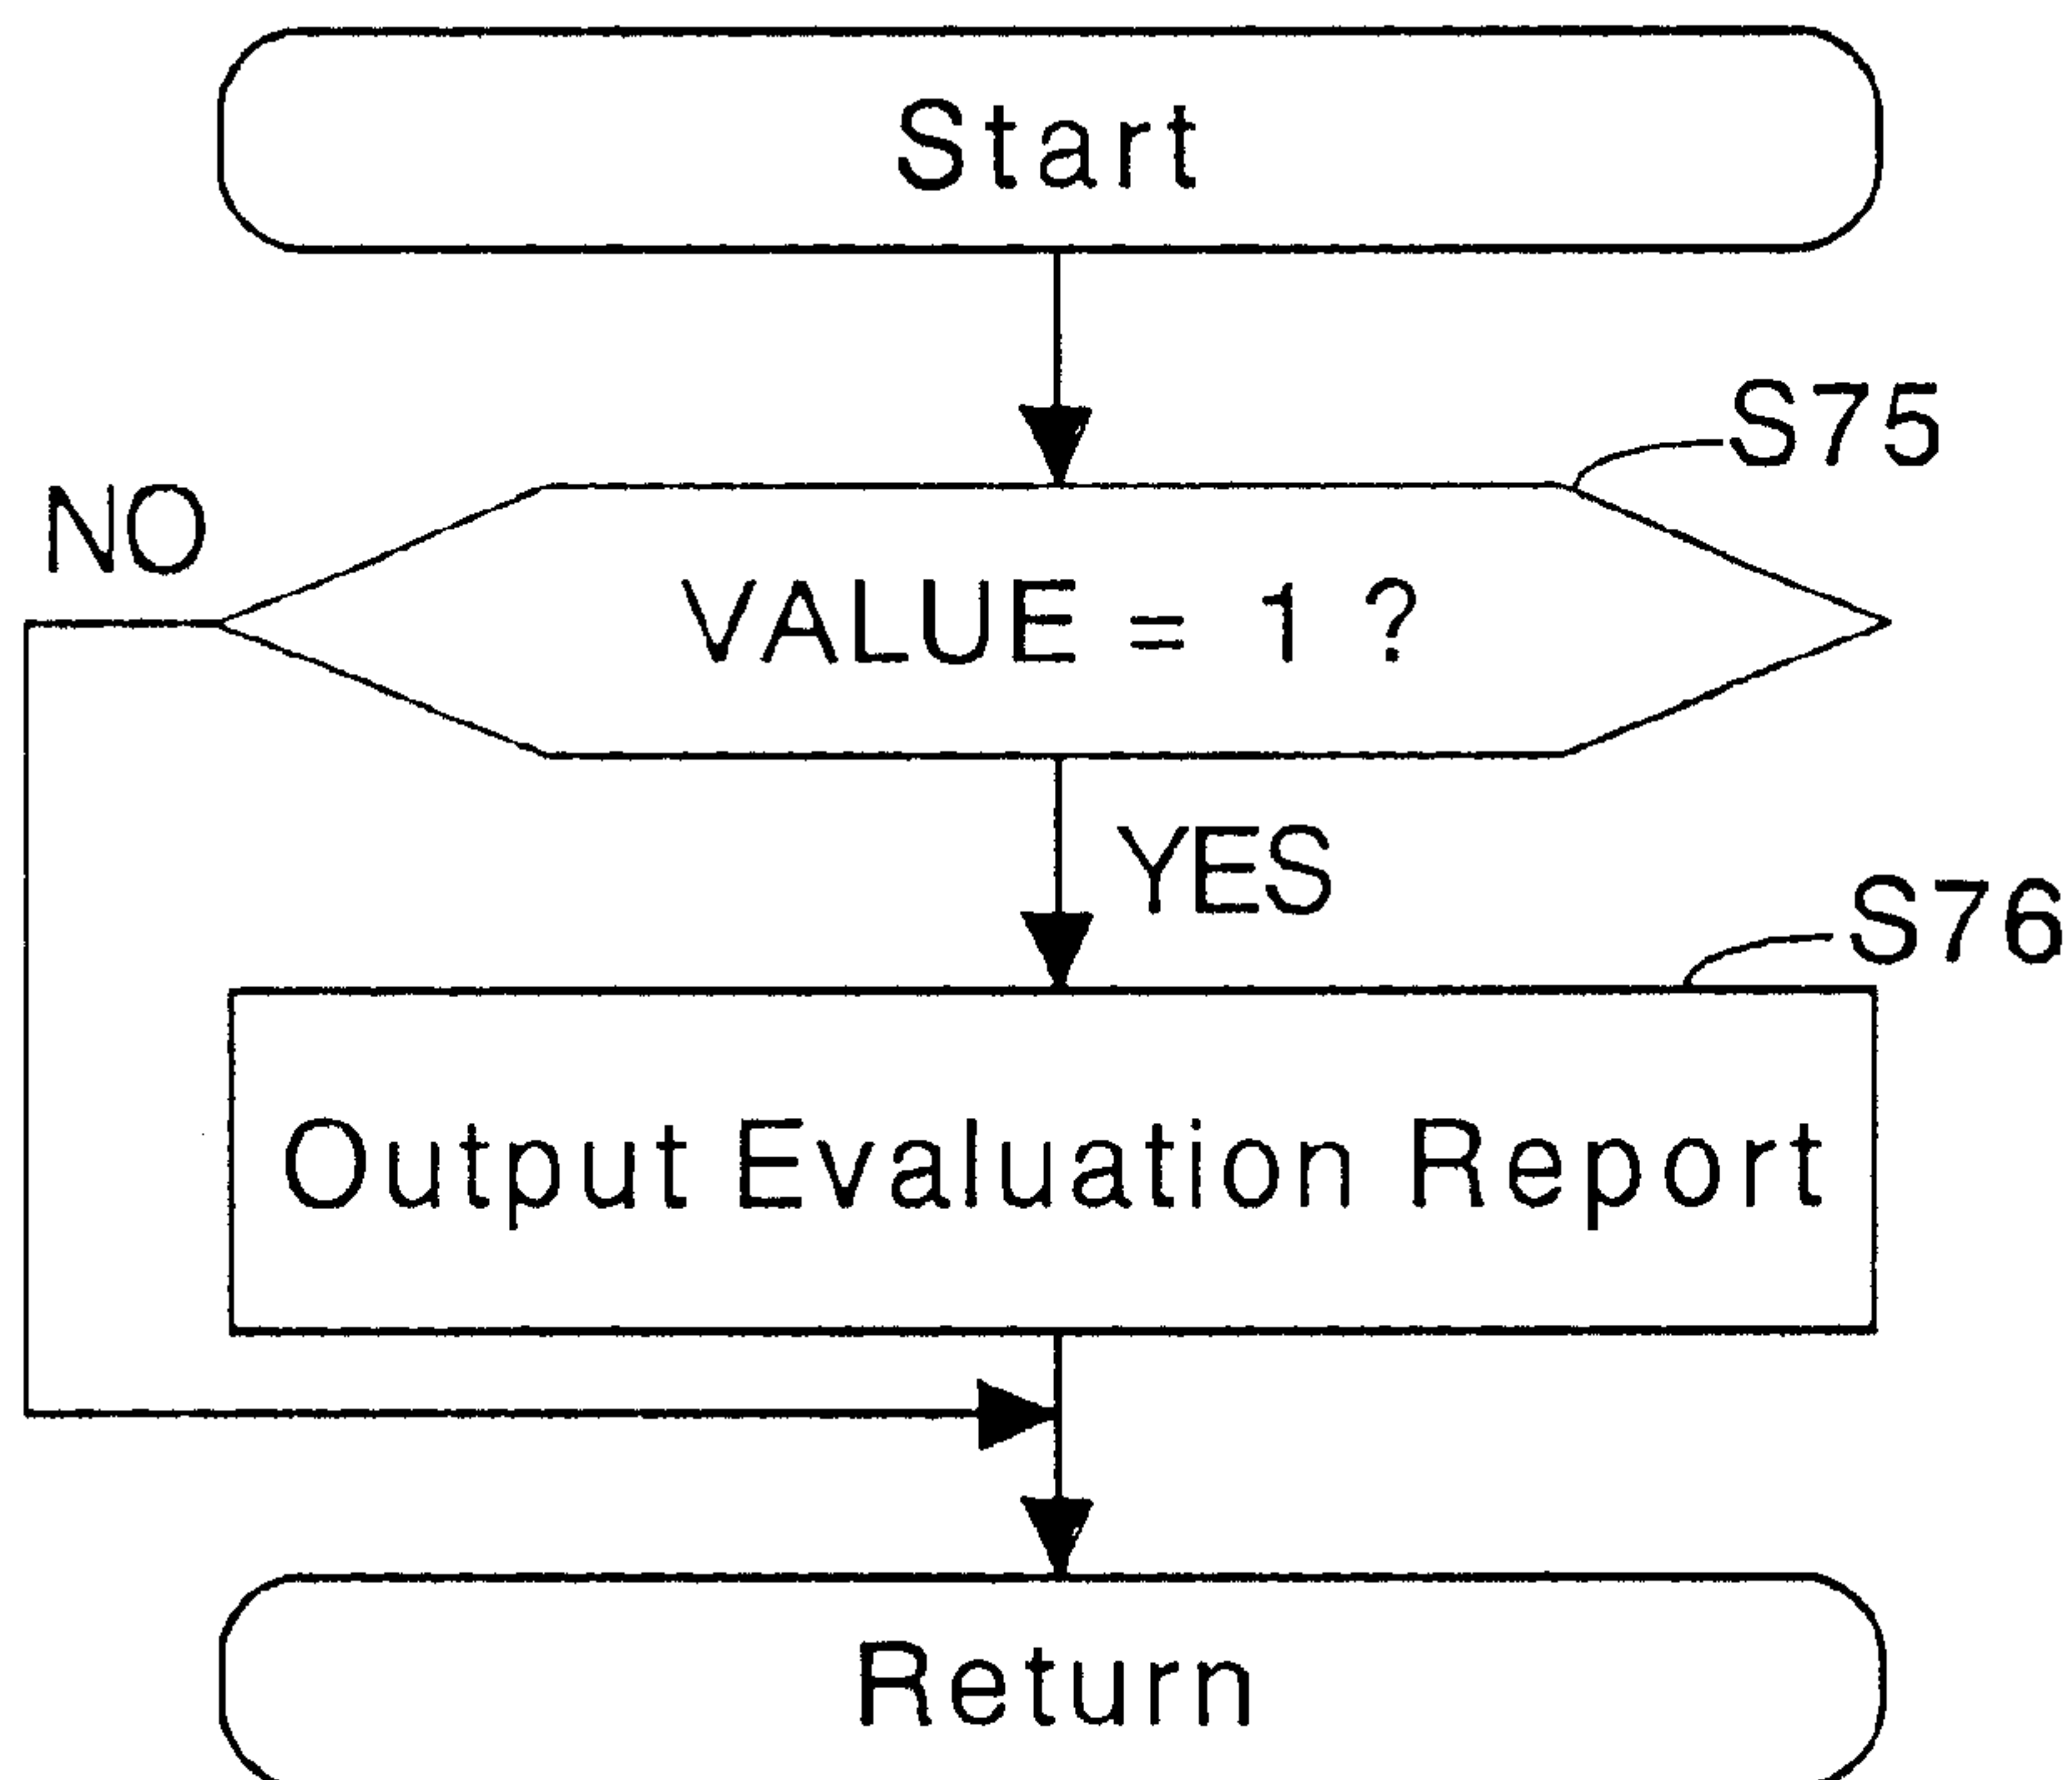 Start
S75
NO
VALUE = 1 ?
YES
S76
Output Evaluation Report
Return